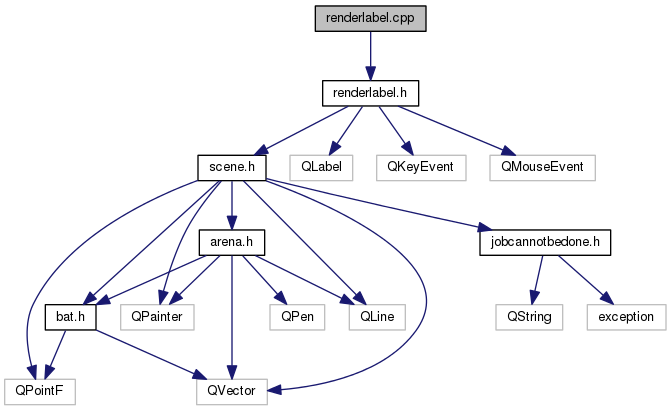 renderlabel.cpp
renderlabel.h
scene.h
QLabel
QKeyEvent
QMouseEvent
arena.h
jobcannotbedone.h
bat.h
QPainter
QPen
QLine
QString
exception
QPointF
QVector